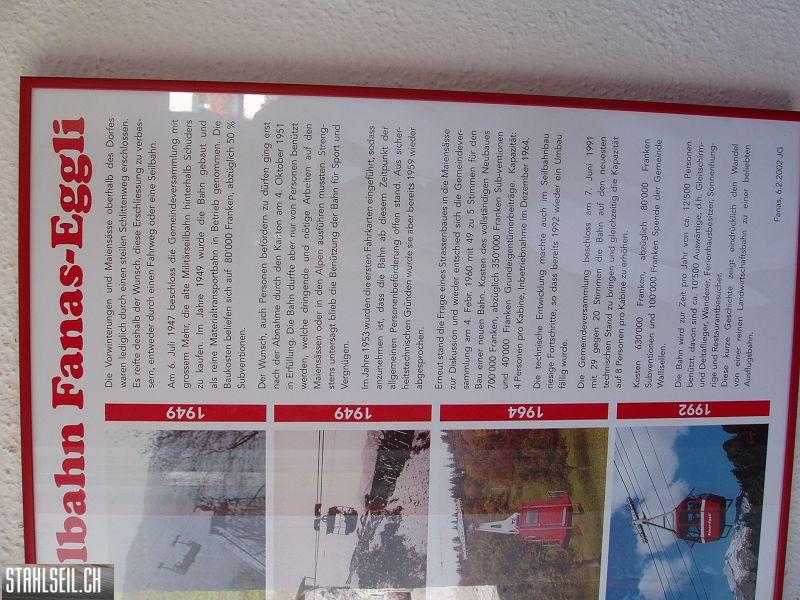 lbahn Fanas-Eggli
Die Vorwinterungen und Maiensässe oberhalb des Dorfes
waren lediglich durch einen steilen Schlittenweg erschlossen.
Es reifte deshalb der Wunsch, diese Erschliessung zu verbes-
sern, entweder durch einen Fahrweg oder eine Seilbahn.
Am 6. Juli 1947 beschloss die Gemeindeversammlung mit
grossem Mehr, die alte Militärseilbahn hinterhalb Schuders
zu kaufen. Im Jahre 1949 wurde die Bahn gebaut und
als reine Materialtransportbahn in Betrieb genommen. Die
Baukosten beliefen sich auf 80'000 Franken, abzüglich 50 %
Subventionen.
Der Wunsch, auch Personen befördern zu dürfen ging erst
nach der Abnahme durch den Kanton am 4. Oktober 1951
in Erfüllung. Die Bahn durfte aber nur von Personen benützt
werden, welche dringende und nötige Arbeiten auf den
Maiensässen oder in den Alpen ausführen mussten. Streng-
stens untersagt blieb die Benützung der Bahn für Sport und
Vergnügen.
Im Jahre 1953 wurden die ersten Fahrkarten eingeführt, sodass
anzunehmen ist, dass die Bahn ab diesem Zeitpunkt der
allgemeinen Personenbeförderung offen stand. Aus sicher-
heitstechnischen Gründen wurde sie aber bereits 1959 wieder
abgesprochen.
Erneut stand die Frage eines Strassenbaues in die Maiensässe
zur Diskussion und wieder entschied sich die Gemeindever-
sammlung am 4. Febr. 1960 mit 49 zu 5 Stimmen für den
Bau einer neuen Bahn. Kosten des vollständigen Neubaues
700'000 Franken, abzüglich 350'000 Franken Sub-ventionen
und 40'000 Franken Grundeigentümerbeiträge. Kapazität:
4 Personen pro Kabine, Inbetriebnahme im Dezember 1964.
Die technische Entwicklung machte auch im Seilbahnbau
riesige Fortschritte, so dass bereits 1992 wieder ein Umbau
fällig wurde.
Die Gemeindeversammlung beschloss am 7. Juni 1991
mit 29 gegen 20 Stimmen die Bahn auf den neuesten
technischen Stand zu bringen und gleichzeitig die Kapazität
auf 8 Personen pro Kabine zu erhöhen.
Kosten 630'000 Franken, abzüglich 80'000 Franken
Subventionen und 100'000 Franken Spende der Gemeinde
Wallisellen.
Die Bahn wird zur Zeit pro Jahr von ca. 12'500 Personen
benützt, davon sind ca. 10'500 Auswärtige, d.h. Gleitschirm-
und Deltaflieger, Wanderer, Ferienhausbesitzer, Sonnenhung-
rige und Restaurantbesucher.
Diese kurze Geschichte zeigt eindrücklich den Wandel
von einer reinen Landwirtschaftsbahn zu einer beliebten
Ausflugsbahn.
Fanas, 6.2.2002 JG
1949
1949
1964
1992
STAHLSEIL.CH